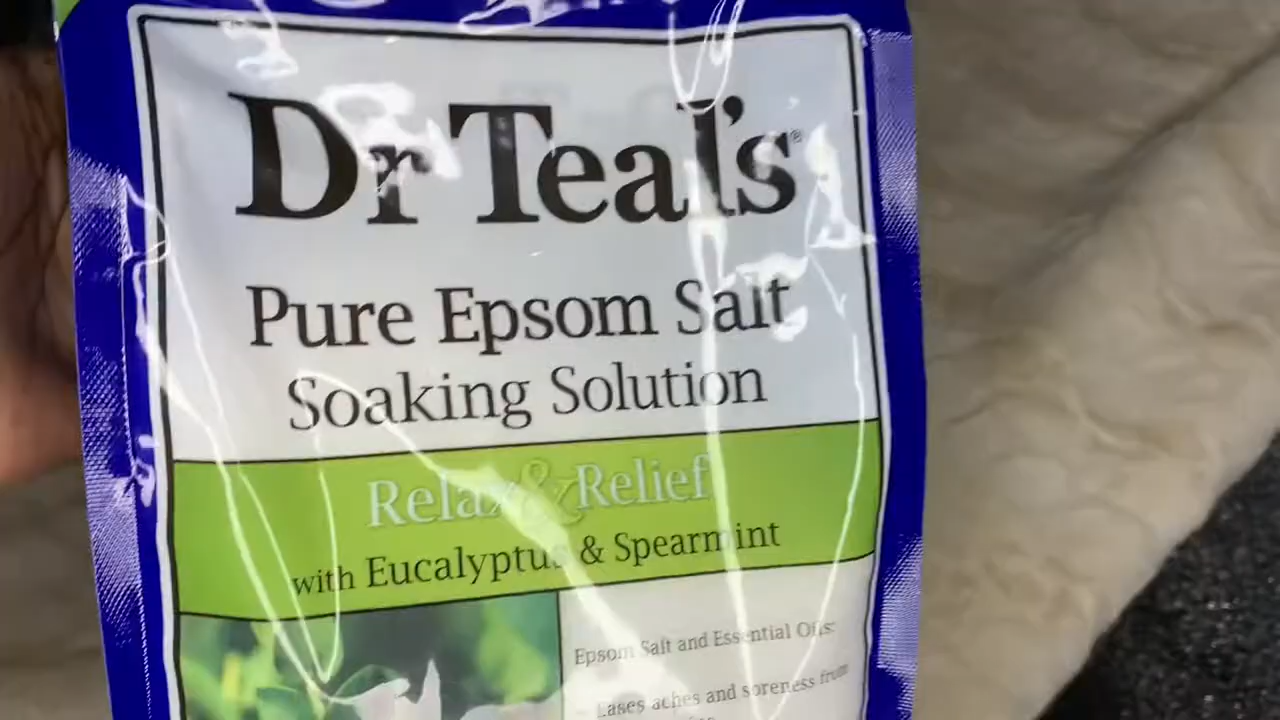 Dr Teal's®
Pure Epsom Salt
Soaking Solution
Relax & Relief
with Eucalyptus & Spearmint
Epsom Salt and Essential Oils:
Eases aches and soreness from